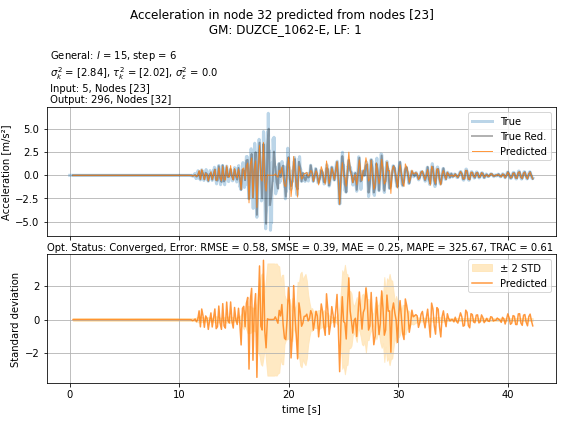 Acceleration in node 32 predicted from nodes [23]
GM: DUZCE_1062-E, LF: 1
General: l = 15, step = 6
σ²ₖ = [2.84], τ²ₖ = [2.02], σ²ₑ = 0.0
Input: 5, Nodes [23]
Output: 296, Nodes [32]
5.0
2.5
0.0
−2.5
−5.0
Acceleration [m/s²]
True
True Red.
Predicted
Opt. Status: Converged, Error: RMSE = 0.58, SMSE = 0.39, MAE = 0.25, MAPE = 325.67, TRAC = 0.61
2
0
−2
Standard deviation
± 2 STD
Predicted
0 10 20 30 40
time [s]